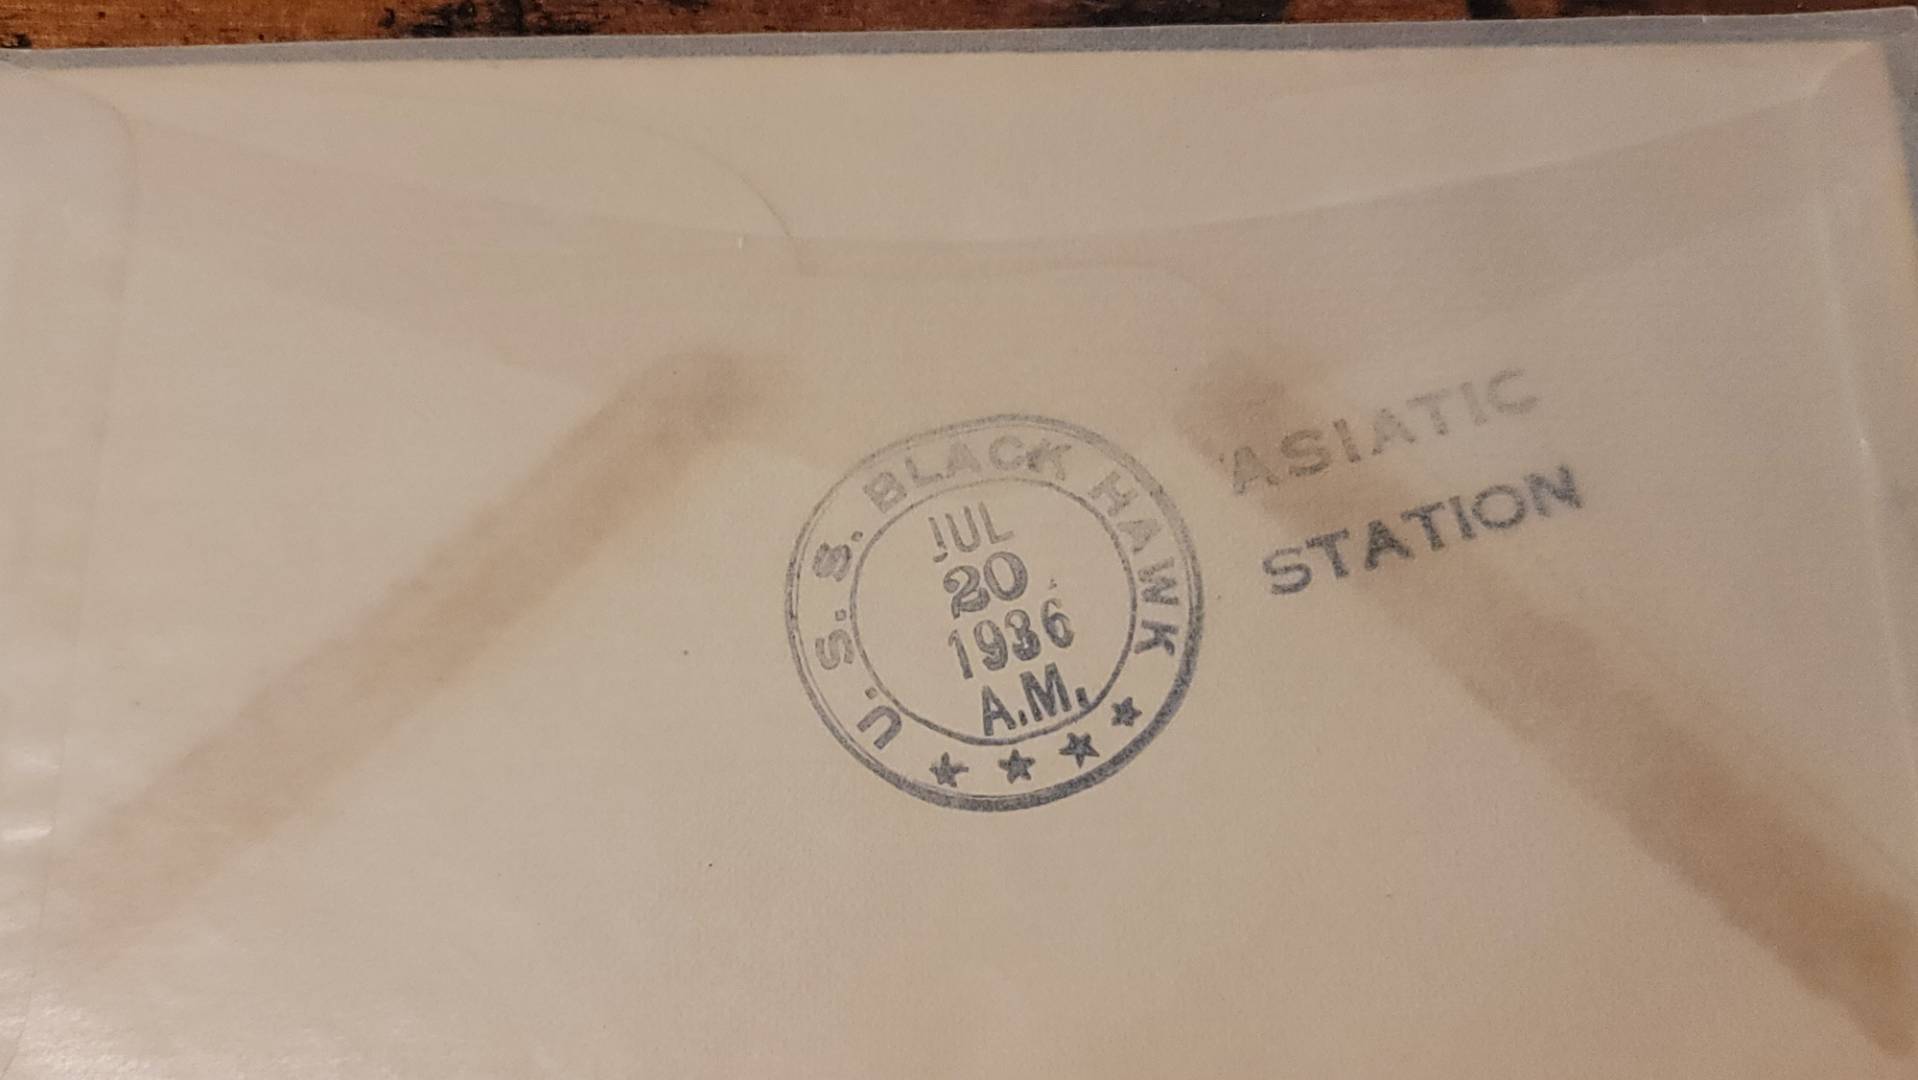 U.S.S. BLACK HAWK
JUL
20
1936
A.M.
★ ★ ★ ★
ASIATIC
STATION